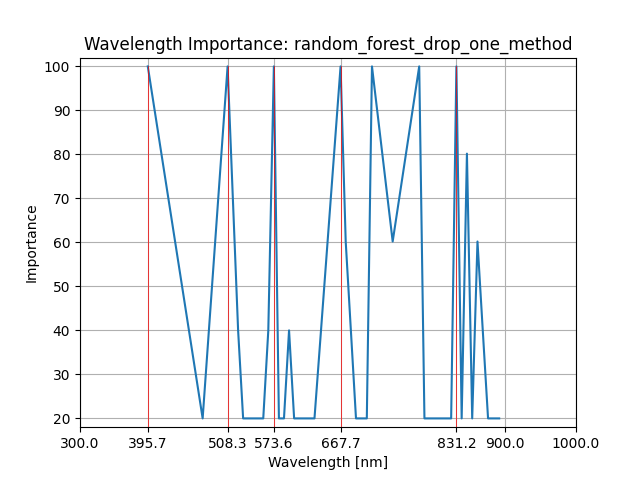 Wavelength Importance: random_forest_drop_one_method
100
90
80
70
60
50
40
30
20
Importance
300.0 395.7 508.3 573.6 667.7 831.2 900.0 1000.0
Wavelength [nm]